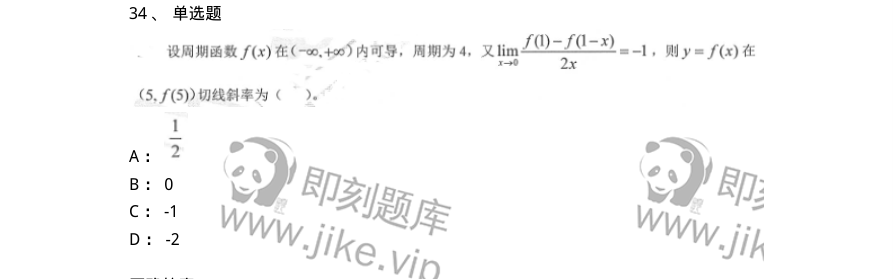 34 、 单选题
设周期函数 f(x) 在(-∞,+∞)内可导，周期为 4，又 lim_{x→0} \frac{f(1)-f(1-x)}{2x} = -1，则 y = f(x) 在
(5, f(5)) 切线斜率为（ ）。
A： \frac{1}{2}
B： 0
C： -1
D： -2
即刻题库
www.jike.vip
即
www.jik